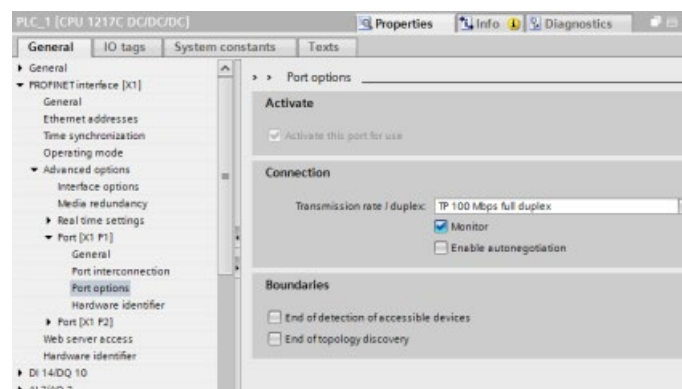 PLC_1 [CPU 1217C DC/DC/DC]
Properties
Info
Diagnostics
General
IO tags
System constants
Texts
General
PROFINET interface [X1]
General
Ethernet addresses
Time synchronization
Operating mode
Advanced options
Interface options
Media redundancy
Real time settings
Port [X1 P1]
General
Port interconnection
Port options
Hardware identifier
Port [X1 P2]
Web server access
Hardware identifier
DI 14/DQ 10
> > Port options
Activate
Activate this port for use
Connection
Transmission rate / duplex: TP 100 Mbps full duplex
Monitor
Enable autonegotiation
Boundaries
End of detection of accessible devices
End of topology discovery